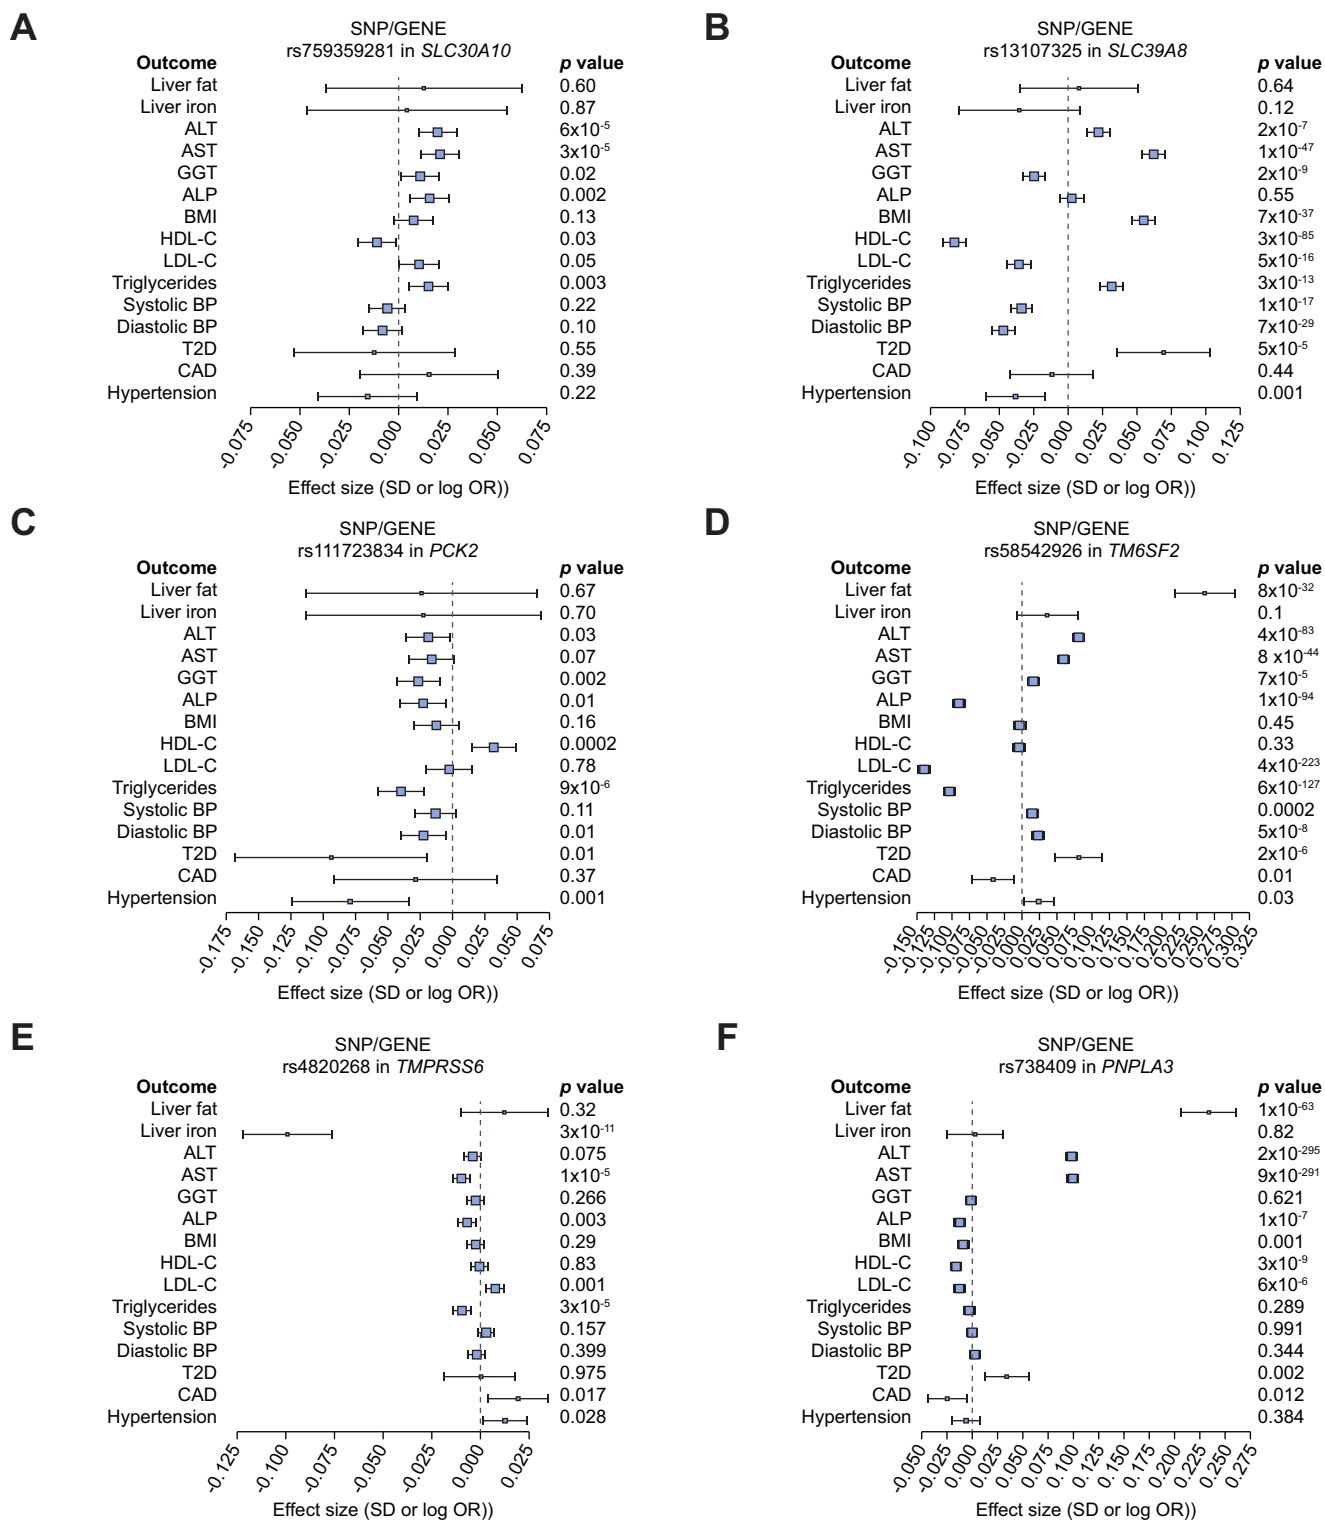 A
SNP/GENE
rs759359281 in SLC30A10
Outcome p value
Liver fat 0.60
Liver iron 0.87
ALT 6x10-5
AST 3x10-5
GGT 0.02
ALP 0.002
BMI 0.13
HDL-C 0.03
LDL-C 0.05
Triglycerides 0.003
Systolic BP 0.22
Diastolic BP 0.10
T2D 0.55
CAD 0.39
Hypertension 0.22
-0.075 -0.050 -0.025 0.000 0.025 0.050 0.075
Effect size (SD or log OR))
B
SNP/GENE
rs13107325 in SLC39A8
Outcome p value
Liver fat 0.64
Liver iron 0.12
ALT 2x10-7
AST 1x10-47
GGT 2x10-9
ALP 0.55
BMI 7x10-37
HDL-C 3x10-85
LDL-C 5x10-16
Triglycerides 3x10-13
Systolic BP 1x10-17
Diastolic BP 7x10-29
T2D 5x10-5
CAD 0.44
Hypertension 0.001
-0.100 -0.075 -0.050 -0.025 0.000 0.025 0.050 0.075 0.100 0.125
Effect size (SD or log OR))
C
SNP/GENE
rs111723834 in PCK2
Outcome p value
Liver fat 0.67
Liver iron 0.70
ALT 0.03
AST 0.07
GGT 0.002
ALP 0.01
BMI 0.16
HDL-C 0.0002
LDL-C 0.78
Triglycerides 9x10-6
Systolic BP 0.11
Diastolic BP 0.01
T2D 0.01
CAD 0.37
Hypertension 0.001
-0.175 -0.150 -0.125 -0.100 -0.075 -0.050 -0.025 0.000 0.025 0.050 0.075
Effect size (SD or log OR))
D
SNP/GENE
rs58542926 in TM6SF2
Outcome p value
Liver fat 8x10-32
Liver iron 0.1
ALT 4x10-83
AST 8 x10-44
GGT 7x10-5
ALP 1x10-94
BMI 0.45
HDL-C 0.33
LDL-C 4x10-223
Triglycerides 6x10-127
Systolic BP 0.0002
Diastolic BP 5x10-8
T2D 2x10-6
CAD 0.01
Hypertension 0.03
-0.150 -0.125 -0.100 -0.075 -0.050 -0.025 0.000 0.025 0.050 0.075 0.100 0.125 0.150 0.175 0.200 0.225 0.250 0.275 0.300 0.325
Effect size (SD or log OR))
E
SNP/GENE
rs4820268 in TMPRSS6
Outcome p value
Liver fat 0.32
Liver iron 3x10-11
ALT 0.075
AST 1x10-5
GGT 0.266
ALP 0.003
BMI 0.29
HDL-C 0.83
LDL-C 0.001
Triglycerides 3x10-5
Systolic BP 0.157
Diastolic BP 0.399
T2D 0.975
CAD 0.017
Hypertension 0.028
-0.125 -0.100 -0.075 -0.050 -0.025 0.000 0.025
Effect size (SD or log OR))
F
SNP/GENE
rs738409 in PNPLA3
Outcome p value
Liver fat 1x10-63
Liver iron 0.82
ALT 2x10-295
AST 9x10-291
GGT 0.621
ALP 1x10-7
BMI 0.001
HDL-C 3x10-9
LDL-C 6x10-6
Triglycerides 0.289
Systolic BP 0.991
Diastolic BP 0.344
T2D 0.002
CAD 0.012
Hypertension 0.384
-0.050 -0.025 0.000 0.025 0.050 0.075 0.100 0.125 0.150 0.175 0.200 0.225 0.250 0.275
Effect size (SD or log OR))